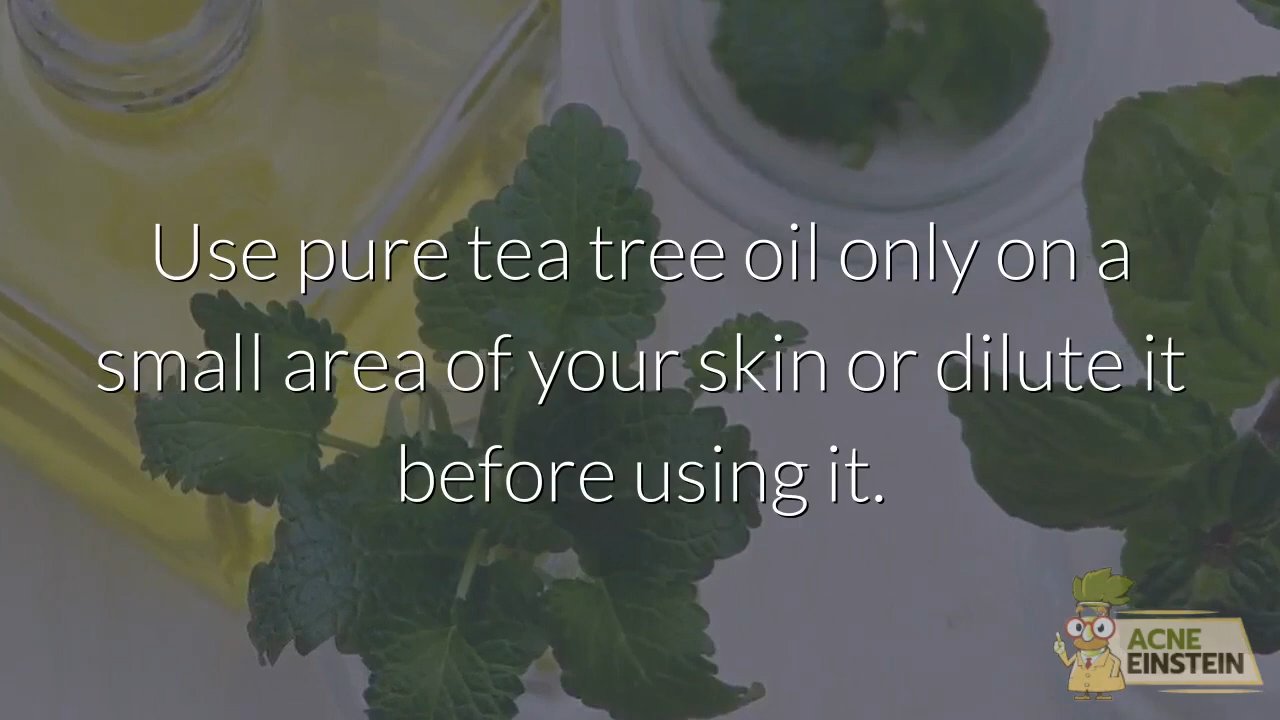 Use pure tea tree oil only on a
small area of your skin or dilute it
before using it.
ACNE
EINSTEIN